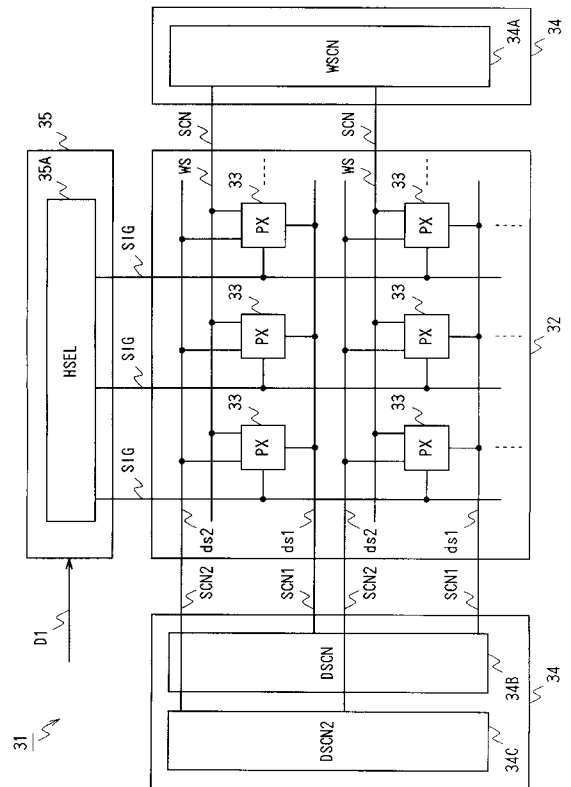 31
D1
35
35A
HSEL
SIG
SIG
SIG
34
34A
WSCN
SCN
WS
SCN
WS
33
PX
33
PX
33
PX
33
PX
33
PX
33
PX
32
ds2
ds1
ds2
ds1
SCN2
SCN1
SCN2
SCN1
DSCN
DSCN2
34B
34C
34